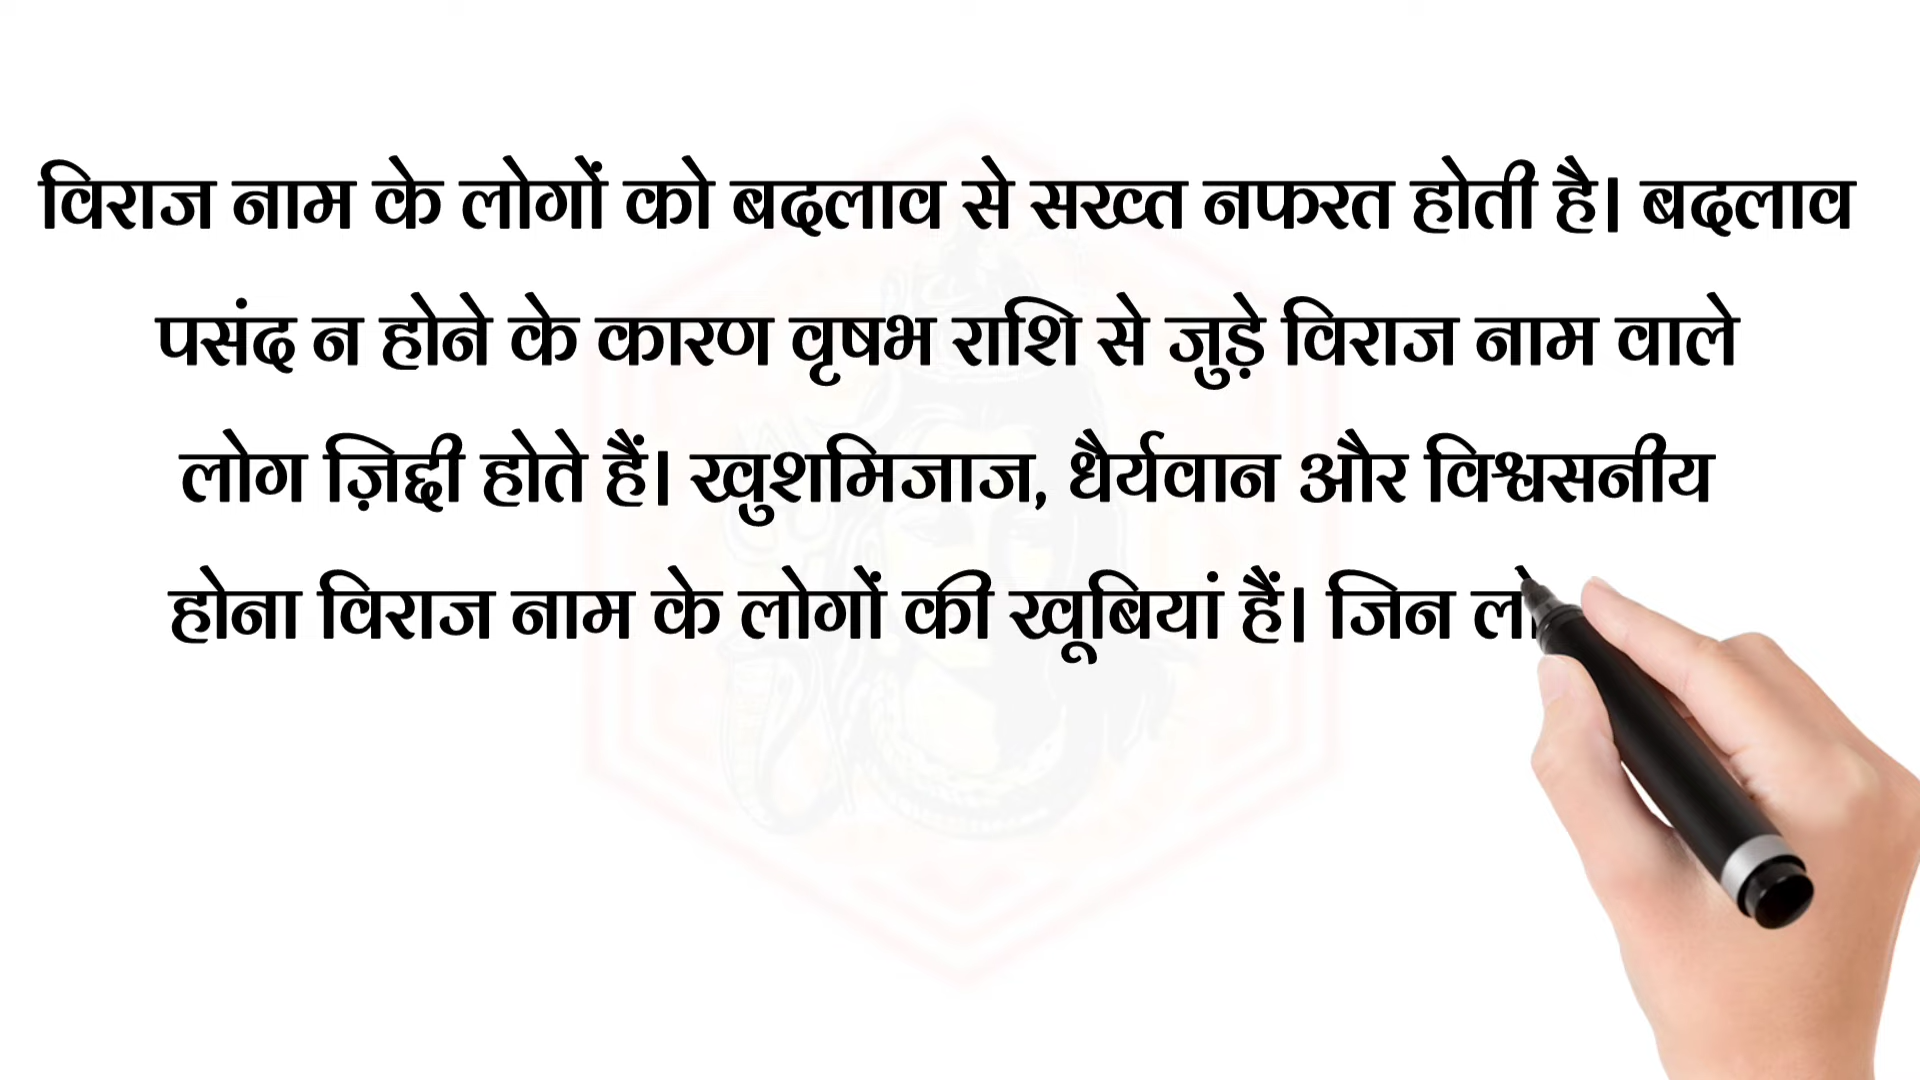 विराज नाम के लोगों को बदलाव से सख्त नफरत होती है। बदलाव
पसंद न होने के कारण वृषभ राशि से जुड़े विराज नाम वाले
लोग ज़िद्दी होते हैं। खुशमिजाज, धैर्यवान और विश्वसनीय
होना विराज नाम के लोगों की खूबियां हैं। जिन